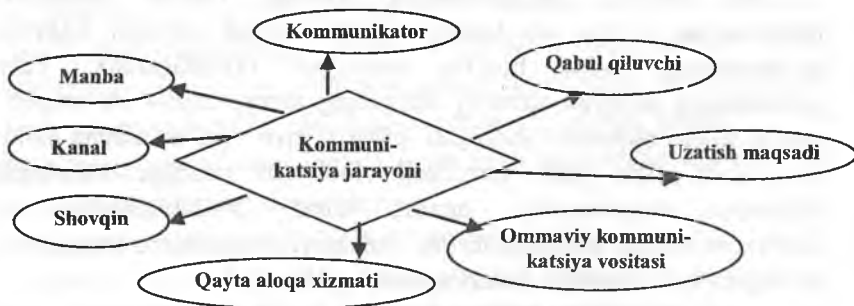 Kommunikator
Manba
Qabul qiluvchi
Kanal
Kommuni-
katsiya jarayoni
Uzatish maqsadi
Shovqin
Ommaviy kommuni-
katsiya vositasi
Qayta aloqa xizmati